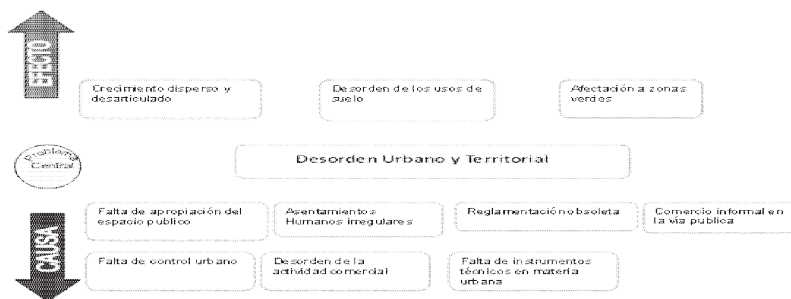 EFECTO
Crecimiento disperso y
desarticulado
Desorden de los usos de
suelo
Afectación a zonas
verdes
Problema
Central
Desorden Urbano y Territorial
CAUSA
Falta de apropiación del
espacio publico
Asentamientos
Humanos irregulares
Reglamentación obsoleta
Comercio informal en
la vía publica
Falta de control urbano
Desorden de la
actividad comercial
Falta de instrumentos
técnicos en materia
urbana